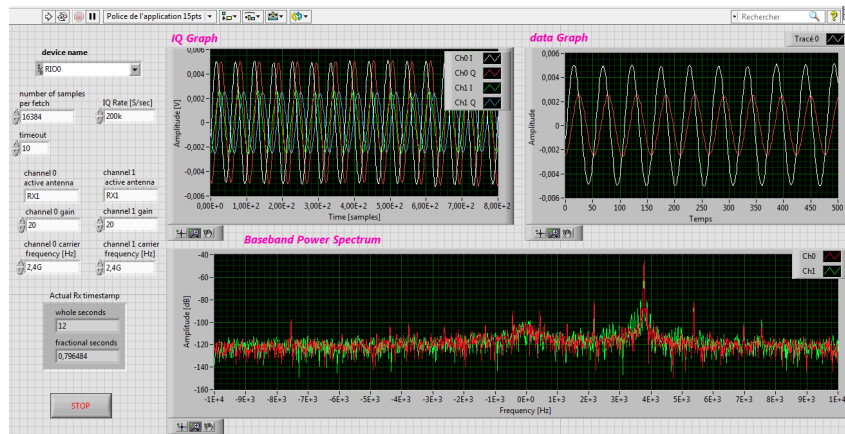 Police de l'application 15pts
Rechercher
device name
RIO0
number of samples
per fetch
16384
IQ Rate [S/sec]
200k
timeout
10
channel 0
active antenna
RX1
channel 1
active antenna
RX1
channel 0 gain
20
channel 1 gain
20
channel 0 carrier
frequency [Hz]
2,4G
channel 1 carrier
frequency [Hz]
2,4G
Actual Rx timestamp
whole seconds
12
fractional seconds
0,796484
STOP
IQ Graph
Ch0 I
Ch0 Q
Ch1 I
Ch1 Q
Amplitude [V]
0,006
0,004
0,002
0
-0,002
-0,004
-0,006
0,00E+0 1,00E+2 2,00E+2 3,00E+2 4,00E+2 5,00E+2 6,00E+2 7,00E+2 8,00E+2
Time [samples]
data Graph
Tracé 0
Amplitude
0,006
0,004
0,002
0
-0,002
-0,004
-0,006
0 50 100 150 200 250 300 350 400 450 500
Temps
Baseband Power Spectrum
Ch0
Ch1
Amplitude [dB]
-40
-60
-80
-100
-120
-140
-160
-1E+4 -9E+3 -8E+3 -7E+3 -6E+3 -5E+3 -4E+3 -3E+3 -2E+3 -1E+3 0E+0 1E+3 2E+3 3E+3 4E+3 5E+3 6E+3 7E+3 8E+3 9E+3 1E+4
Frequency [Hz]